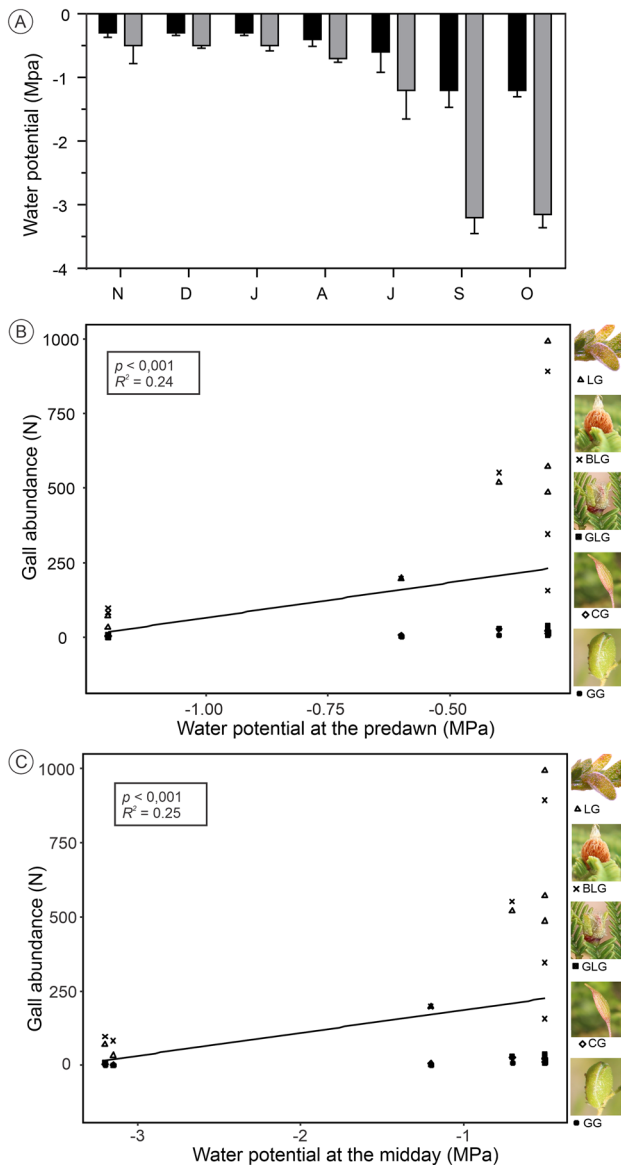 A
Water potential (Mpa)
0
-1
-2
-3
-4
N D J A J S O
B
Gall abundance (N)
1000
750
500
250
0
p < 0,001
R² = 0.24
-1.00 -0.75 -0.50
Water potential at the predawn (MPa)
LG
BLG
GLG
CG
GG
C
Gall abundance (N)
1000
750
500
250
0
p < 0,001
R² = 0.25
-3 -2 -1
Water potential at the midday (MPa)
LG
BLG
GLG
CG
GG